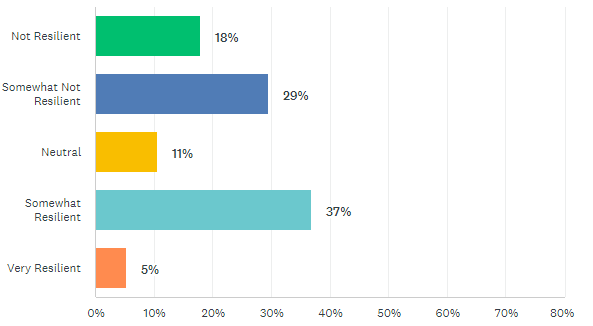 Not Resilient
18%
Somewhat Not
Resilient
29%
Neutral
11%
Somewhat
Resilient
37%
Very Resilient
5%
0% 10% 20% 30% 40% 50% 60% 70% 80%